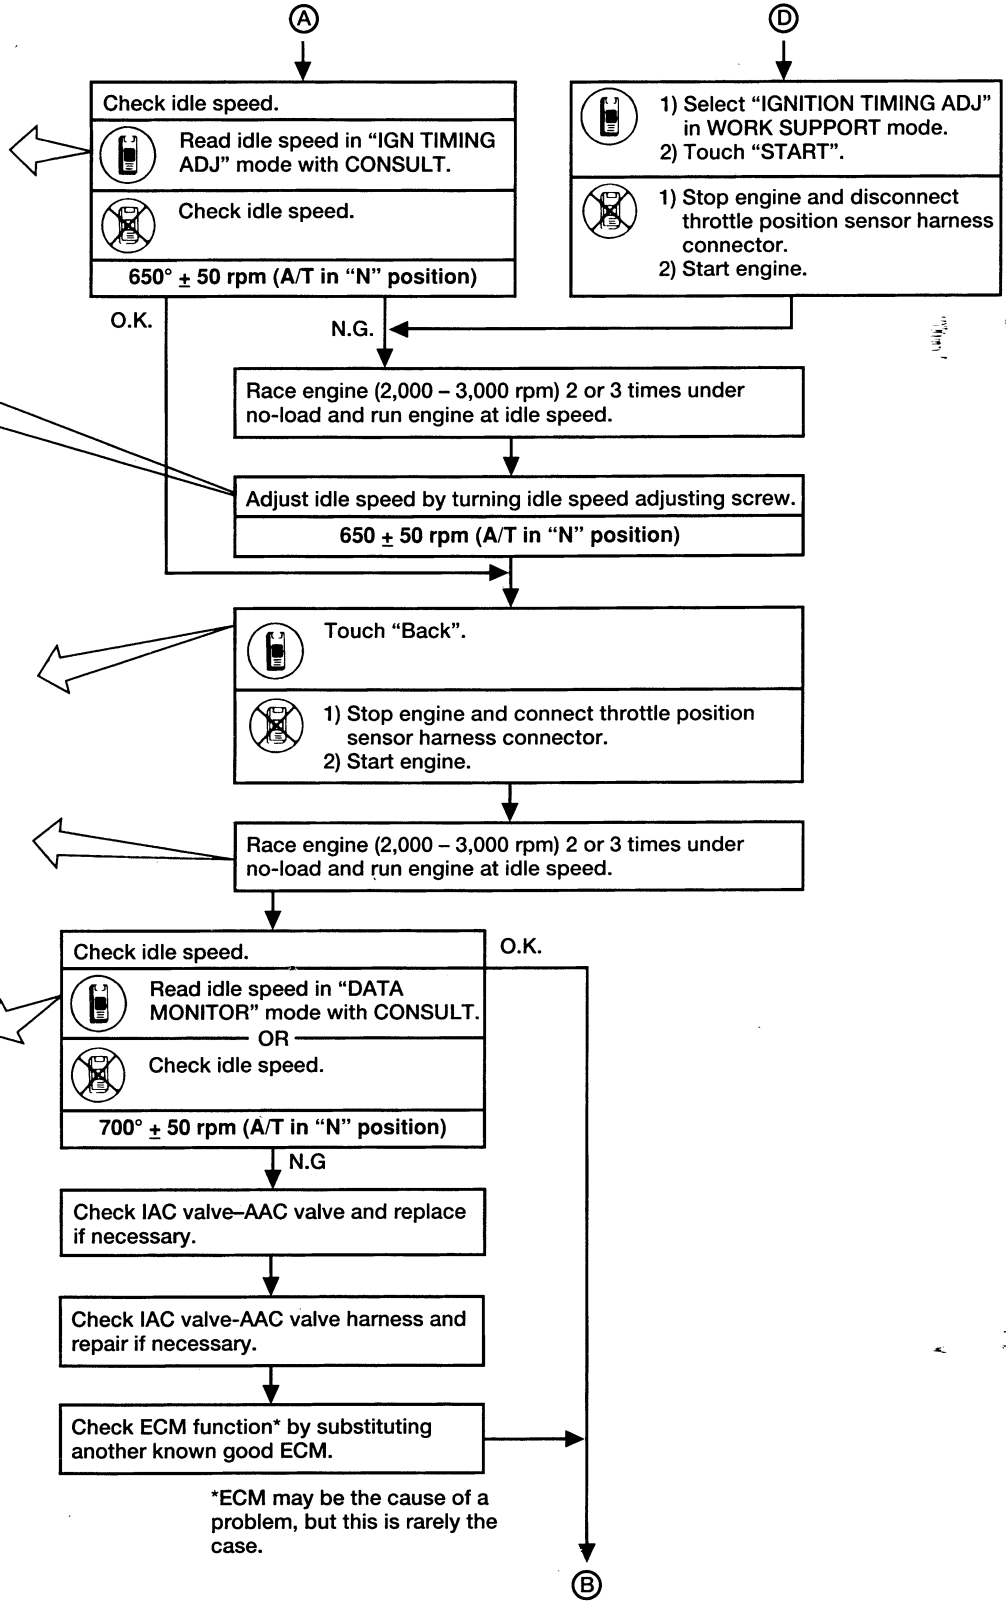 A
D
Check idle speed.
Read idle speed in “IGN TIMING
ADJ” mode with CONSULT.
Check idle speed.
650° ± 50 rpm (A/T in “N” position)
1) Select “IGNITION TIMING ADJ”
in WORK SUPPORT mode.
2) Touch “START”.
1) Stop engine and disconnect
throttle position sensor harness
connector.
2) Start engine.
O.K.
N.G.
Race engine (2,000 – 3,000 rpm) 2 or 3 times under
no-load and run engine at idle speed.
Adjust idle speed by turning idle speed adjusting screw.
650 ± 50 rpm (A/T in “N” position)
Touch “Back”.
1) Stop engine and connect throttle position
sensor harness connector.
2) Start engine.
Race engine (2,000 – 3,000 rpm) 2 or 3 times under
no-load and run engine at idle speed.
Check idle speed.
O.K.
Read idle speed in “DATA
MONITOR” mode with CONSULT.
OR
Check idle speed.
700° ± 50 rpm (A/T in “N” position)
N.G
Check IAC valve–AAC valve and replace
if necessary.
Check IAC valve-AAC valve harness and
repair if necessary.
Check ECM function* by substituting
another known good ECM.
*ECM may be the cause of a
problem, but this is rarely the
case.
B